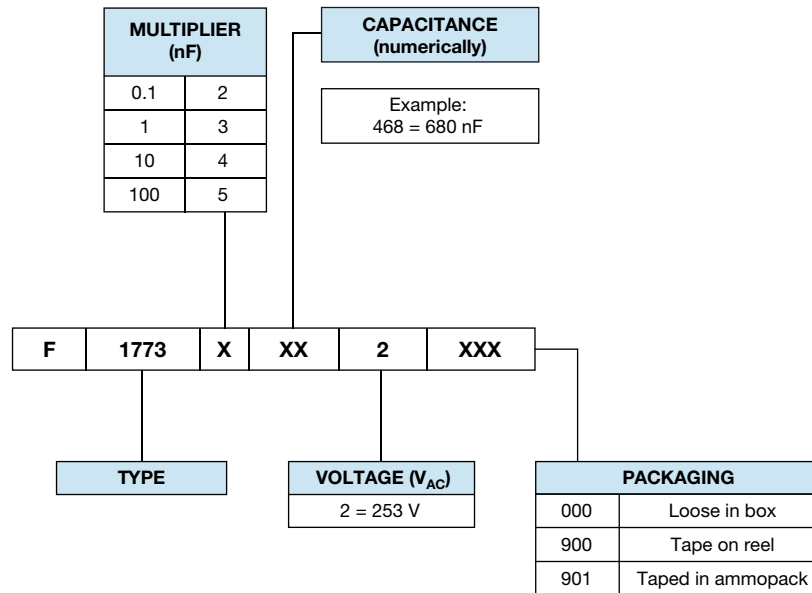 MULTIPLIER
(nF)
0.1 2
1 3
10 4
100 5
CAPACITANCE
(numerically)
Example:
468 = 680 nF
F 1773 X XX 2 XXX
TYPE
VOLTAGE (VAC)
2 = 253 V
PACKAGING
000 Loose in box
900 Tape on reel
901 Taped in ammopack